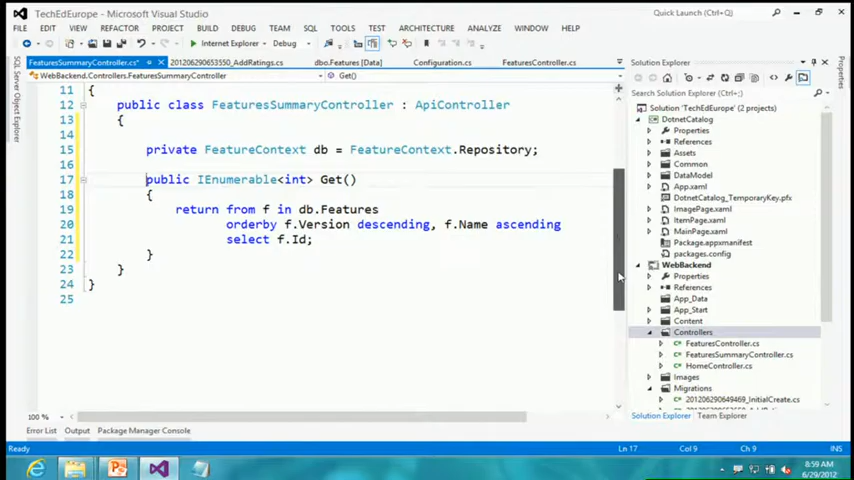 TechEdEurope - Microsoft Visual Studio
Quick Launch (Ctrl+Q)
FILE EDIT VIEW REFACTOR PROJECT BUILD DEBUG TEAM SQL TOOLS TEST ARCHITECTURE ANALYZE WINDOW HELP
Internet Explorer Debug
FeaturesSummaryController.cs* 201206290653550_AddRatings.cs dbo.Features [Data] Configuration.cs FeaturesController.cs
Solution Explorer
WebBackend.Controllers.FeaturesSummaryController Get()
SQL Server Object Explorer
Properties
Search Solution Explorer (Ctrl+;)
Solution 'TechEdEurope' (2 projects)
DotnetCatalog
Properties
References
Assets
Common
DataModel
App.xaml
DotnetCatalog_TemporaryKey.pfx
ImagePage.xaml
ItemPage.xaml
MainPage.xaml
Package.appxmanifest
packages.config
WebBackend
Properties
References
App_Data
App_Start
Content
Controllers
FeaturesController.cs
FeaturesSummaryController.cs
HomeController.cs
Images
Migrations
201206290649469_InitialCreate.cs
11 {
12 public class FeaturesSummaryController : ApiController
13 {
14
15 private FeatureContext db = FeatureContext.Repository;
16
17 public IEnumerable<int> Get()
18 {
19 return from f in db.Features
20 orderby f.Version descending, f.Name ascending
21 select f.Id;
22 }
23 }
24 }
25
100 %
Solution Explorer Team Explorer
Error List Output Package Manager Console
Ready Ln 17 Col 9 Ch 9 INS
8:59 AM
6/29/2012